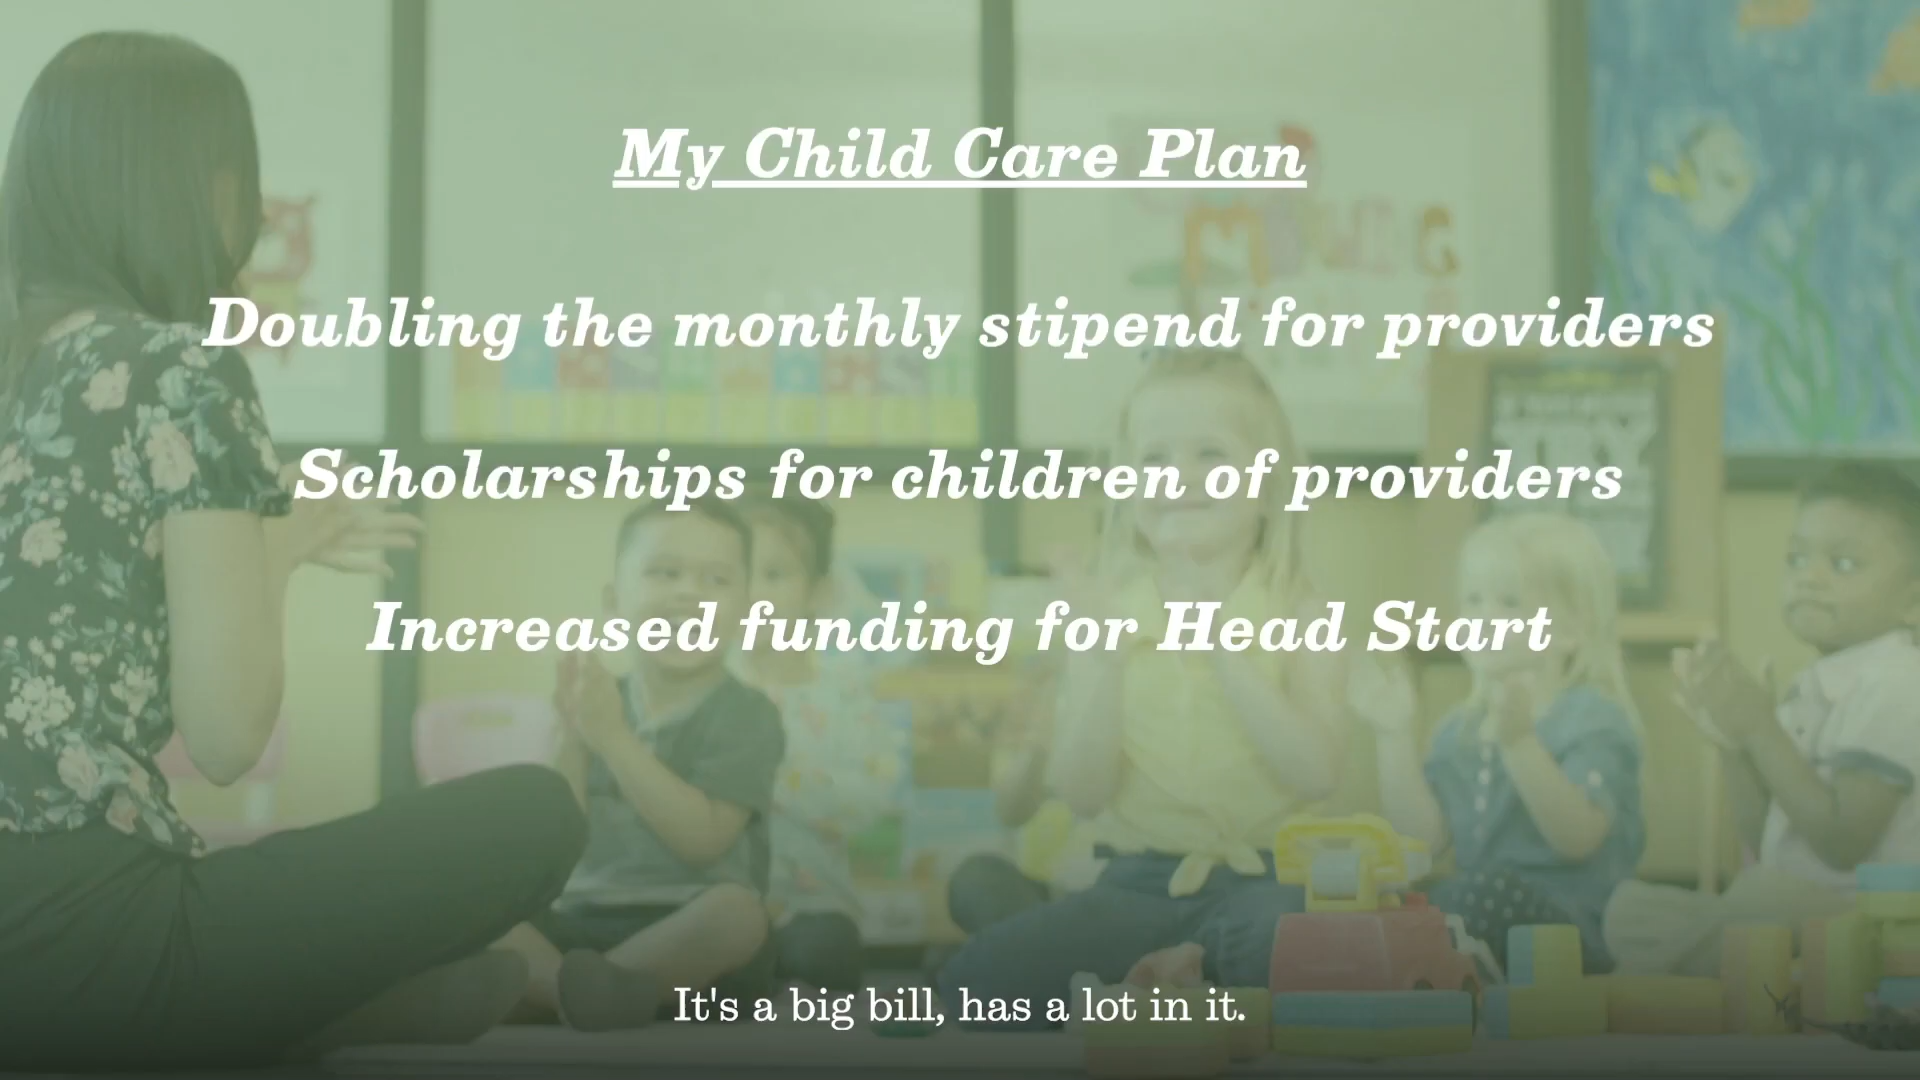 My Child Care Plan
Doubling the monthly stipend for providers
Scholarships for children of providers
Increased funding for Head Start
It's a big bill, has a lot in it.